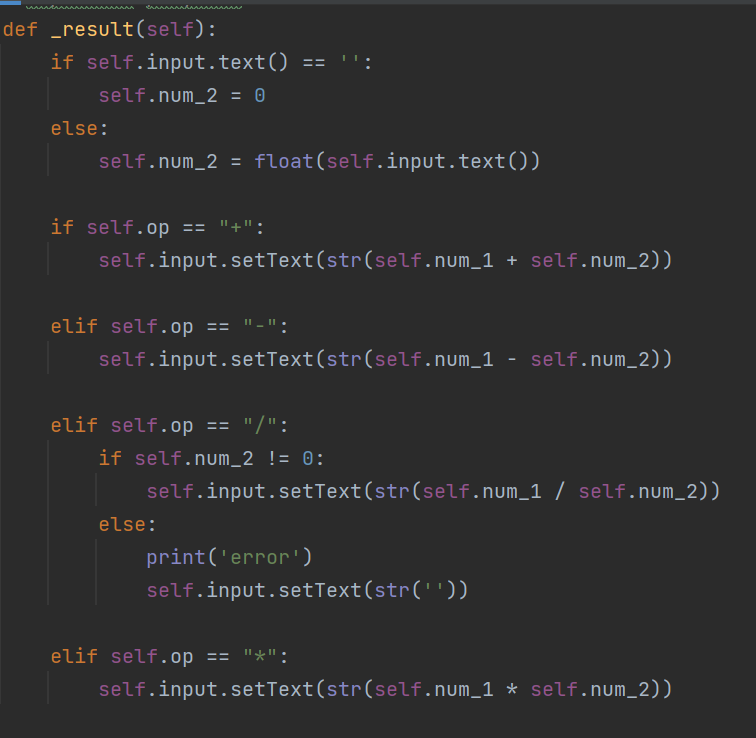 def _result(self):
    if self.input.text() == '':
        self.num_2 = 0
    else:
        self.num_2 = float(self.input.text())

    if self.op == "+":
        self.input.setText(str(self.num_1 + self.num_2))

    elif self.op == "-":
        self.input.setText(str(self.num_1 - self.num_2))

    elif self.op == "/":
        if self.num_2 != 0:
            self.input.setText(str(self.num_1 / self.num_2))
        else:
            print('error')
            self.input.setText(str(''))

    elif self.op == "*":
        self.input.setText(str(self.num_1 * self.num_2))